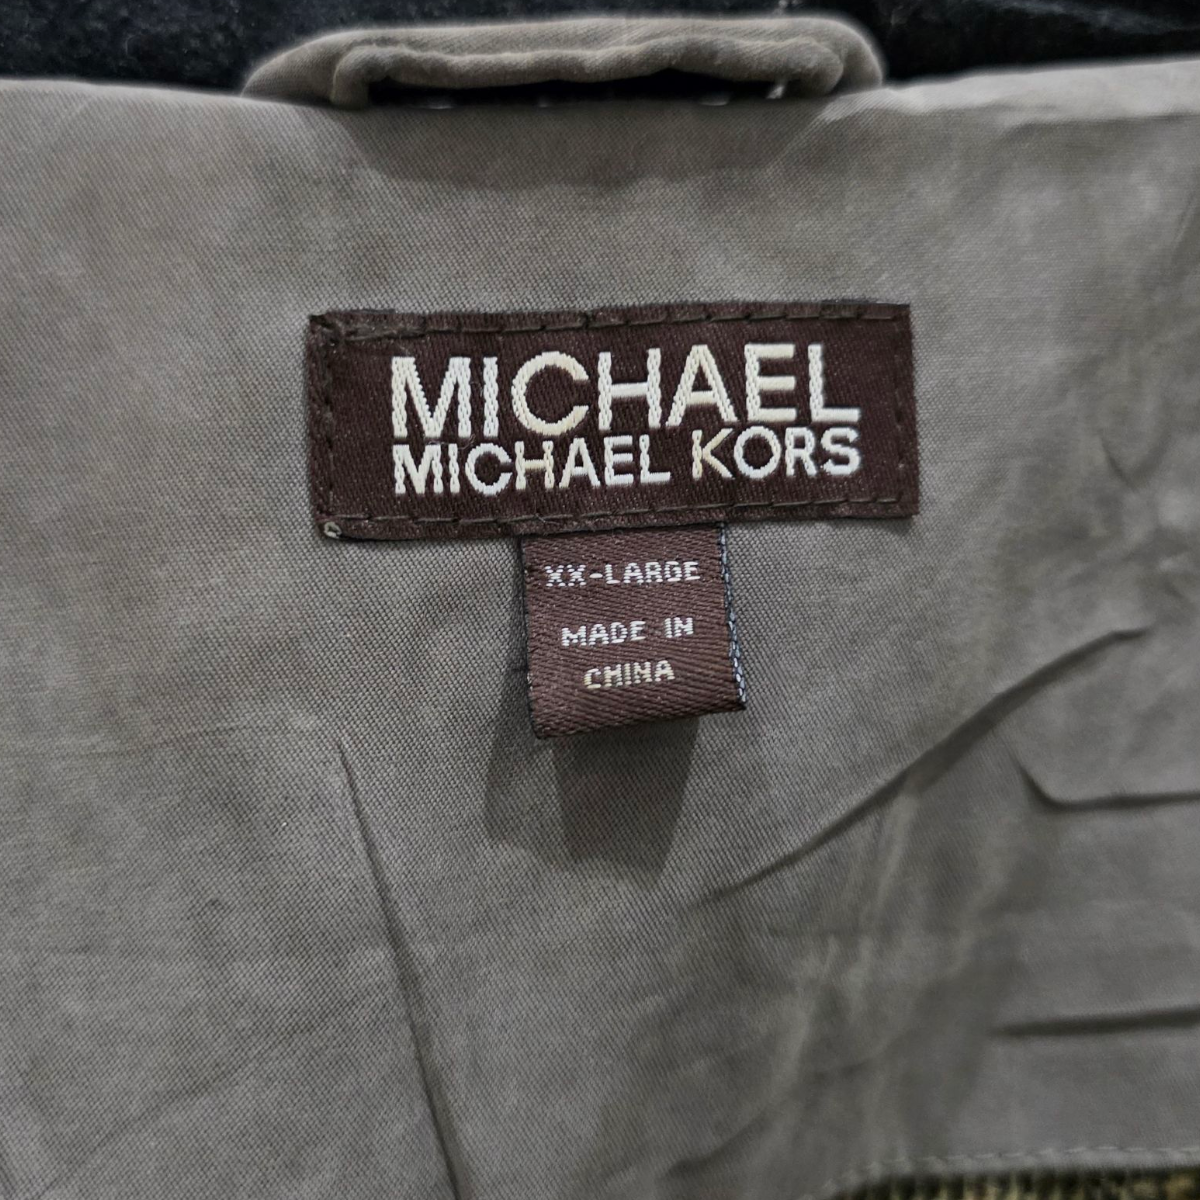 MICHAEL
MICHAEL KORS
XX-LARGE
MADE IN
CHINA